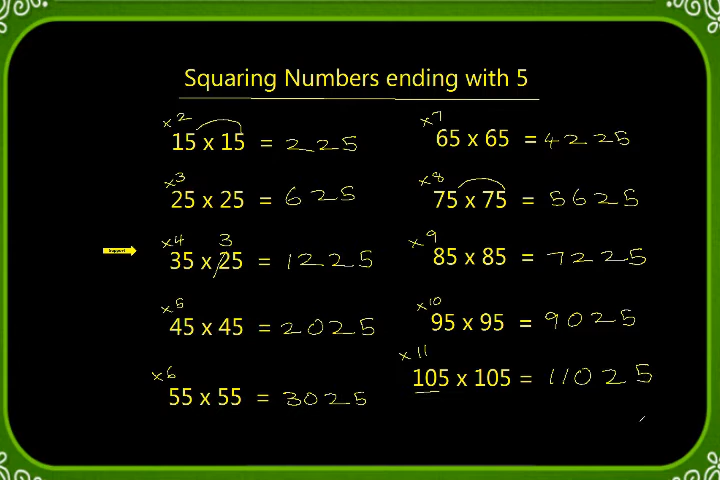 Squaring Numbers ending with 5
x2
15 x 15 = 225
x3
25 x 25 = 625
x4 3
35 x 25 = 1225
x5
45 x 45 = 2025
x6
55 x 55 = 3025
x7
65 x 65 = 4225
x8
75 x 75 = 5625
x9
85 x 85 = 7225
x10
95 x 95 = 9025
x11
105 x 105 = 11025
Support